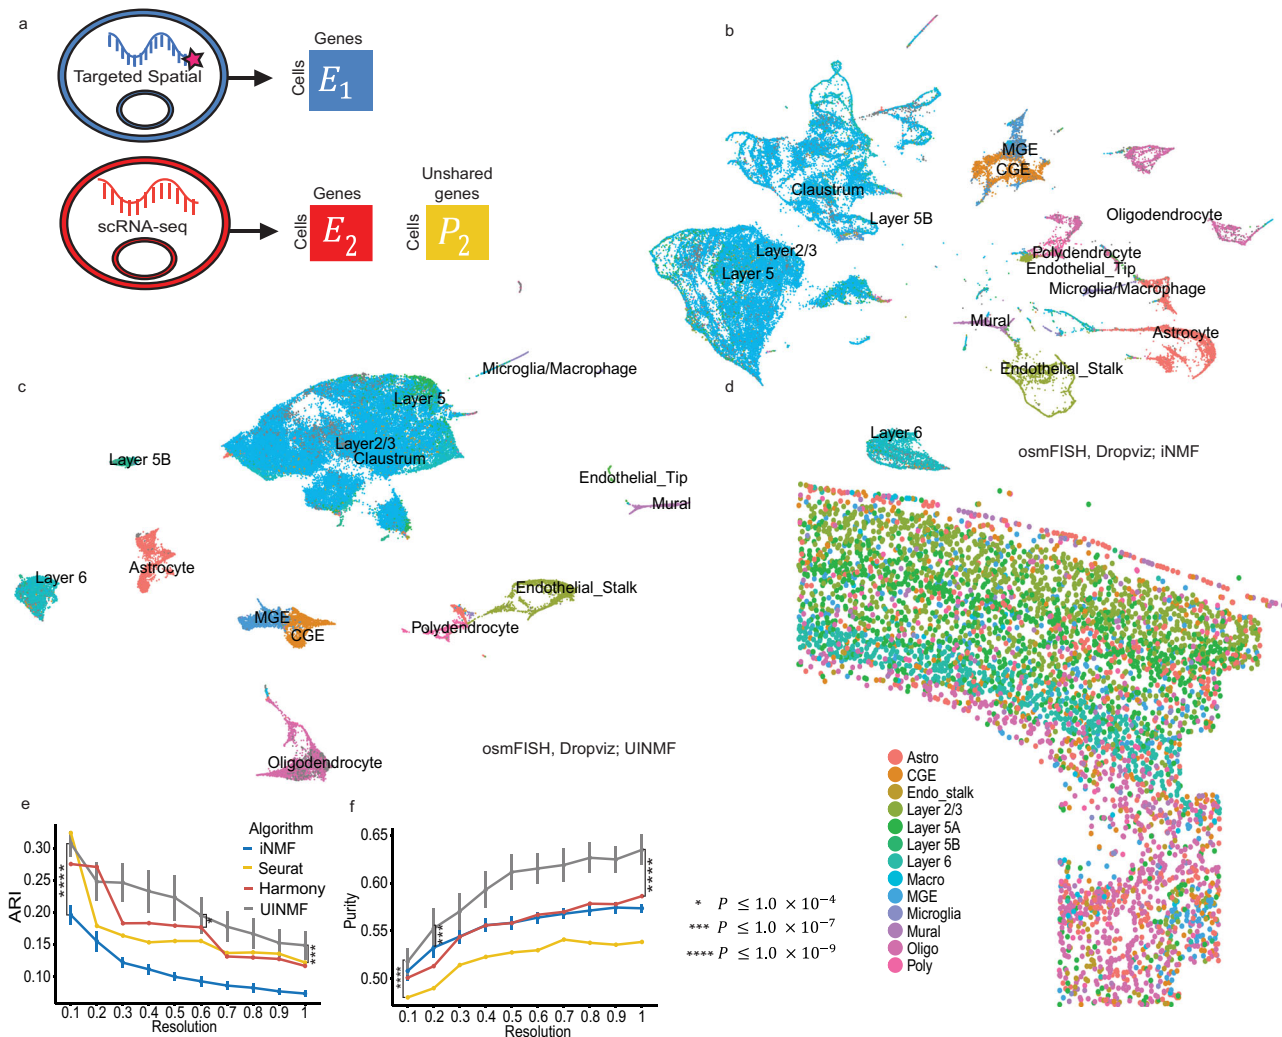 a
Targeted Spatial
Genes
Cells
E1
scRNA-seq
Genes
Cells
E2
Unshared
genes
Cells
P2
b
MGE
CGE
Claustrum
Layer 5B
Oligodendrocyte
Layer2/3
Layer 5
Polydendrocyte
Endothelial_Tip
Microglia/Macrophage
Mural
Astrocyte
Endothelial_Stalk
Layer 6
osmFISH, Dropviz; iNMF
c
Microglia/Macrophage
Layer 5
Layer2/3
Claustrum
Layer 5B
Endothelial_Tip
Mural
Layer 6
Astrocyte
Endothelial_Stalk
MGE
CGE
Polydendrocyte
Oligodendrocyte
osmFISH, Dropviz; UINMF
d
Astro
CGE
Endo_stalk
Layer 2/3
Layer 5A
Layer 5B
Layer 6
Macro
MGE
Microglia
Mural
Oligo
Poly
e
ARI
0.30
0.25
0.20
0.15
0.10
****
*
***
Algorithm
iNMF
Seurat
Harmony
UINMF
0.1 0.2 0.3 0.4 0.5 0.6 0.7 0.8 0.9 1
Resolution
f
Purity
0.65
0.60
0.55
0.50
****
***
****
0.1 0.2 0.3 0.4 0.5 0.6 0.7 0.8 0.9 1
Resolution
* P ≤ 1.0 × 10⁻⁴
*** P ≤ 1.0 × 10⁻⁷
**** P ≤ 1.0 × 10⁻⁹